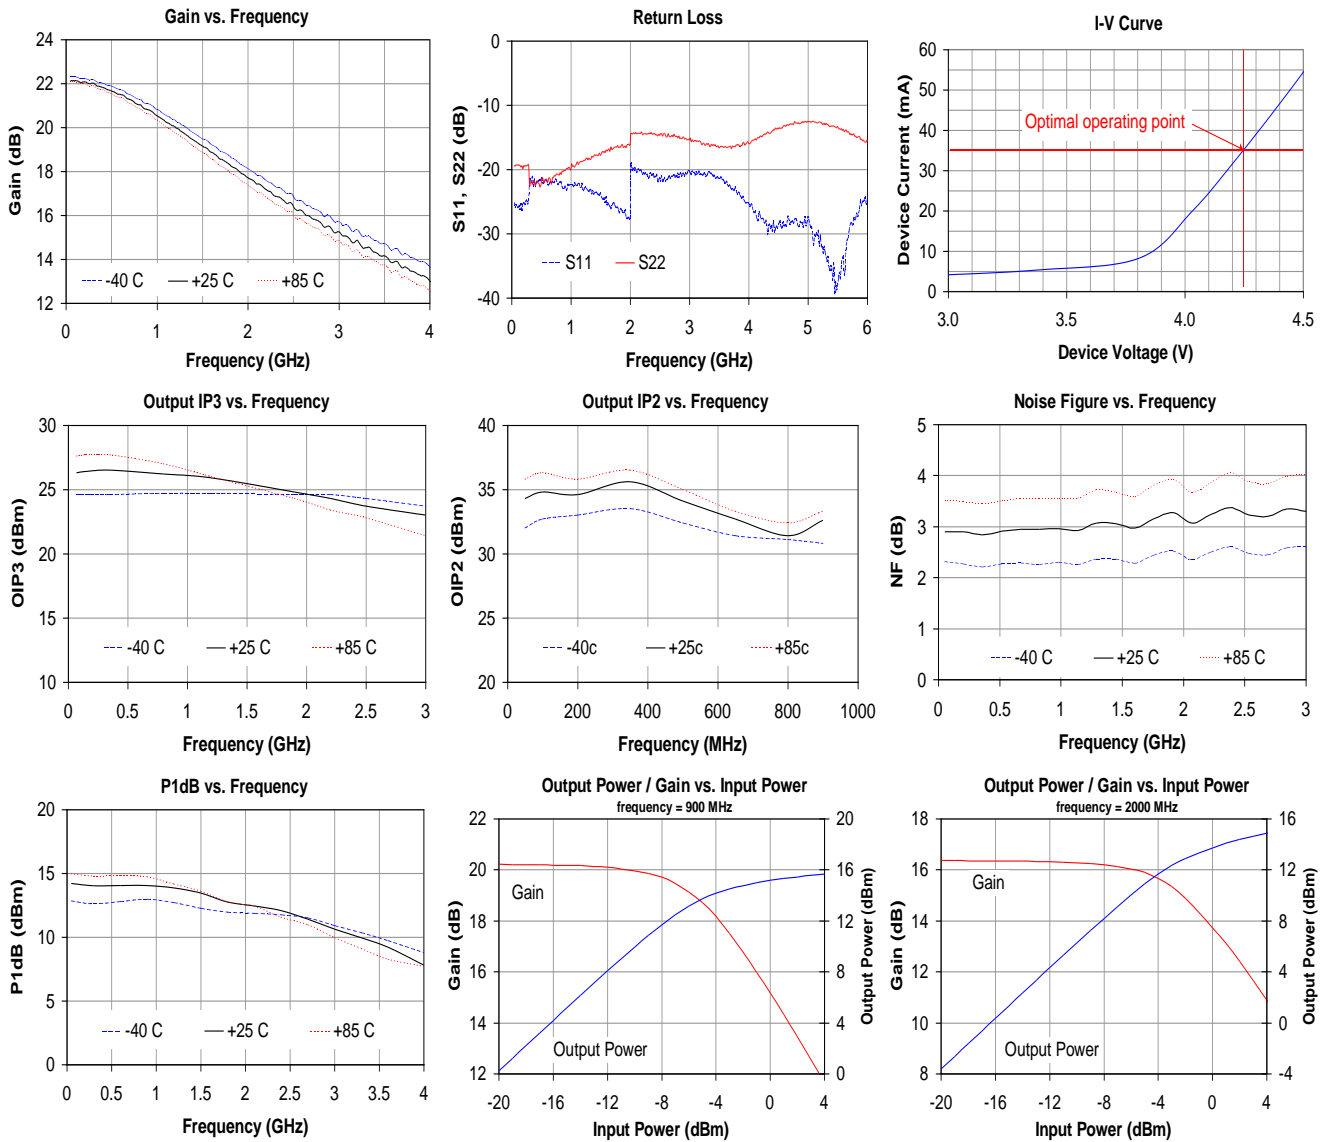 Gain vs. Frequency
24
22
20
18
16
14
12
Gain (dB)
-40 C
+25 C
+85 C
0
1
2
3
4
Frequency (GHz)
Return Loss
0
-10
-20
-30
-40
S11, S22 (dB)
S11
S22
0
1
2
3
4
5
6
Frequency (GHz)
I-V Curve
60
50
40
30
20
10
0
Device Current (mA)
Optimal operating point
3.0
3.5
4.0
4.5
Device Voltage (V)
Output IP3 vs. Frequency
30
25
20
15
10
OIP3 (dBm)
-40 C
+25 C
+85 C
0
0.5
1
1.5
2
2.5
3
Frequency (GHz)
Output IP2 vs. Frequency
40
35
30
25
20
OIP2 (dBm)
-40c
+25c
+85c
0
200
400
600
800
1000
Frequency (MHz)
Noise Figure vs. Frequency
5
4
3
2
1
0
NF (dB)
-40 C
+25 C
+85 C
0
0.5
1
1.5
2
2.5
3
Frequency (GHz)
P1dB vs. Frequency
20
15
10
5
0
P1dB (dBm)
-40 C
+25 C
+85 C
0
0.5
1
1.5
2
2.5
3
3.5
4
Frequency (GHz)
Output Power / Gain vs. Input Power
frequency = 900 MHz
22
21
20
19
18
16
14
12
Gain (dB)
Gain
Output Power
20
16
12
8
4
0
Output Power (dBm)
-20
-16
-12
-8
-4
0
4
Input Power (dBm)
Output Power / Gain vs. Input Power
frequency = 2000 MHz
18
16
14
12
10
8
Gain (dB)
Gain
Output Power
16
12
8
4
0
-4
Output Power (dBm)
-20
-16
-12
-8
-4
0
4
Input Power (dBm)